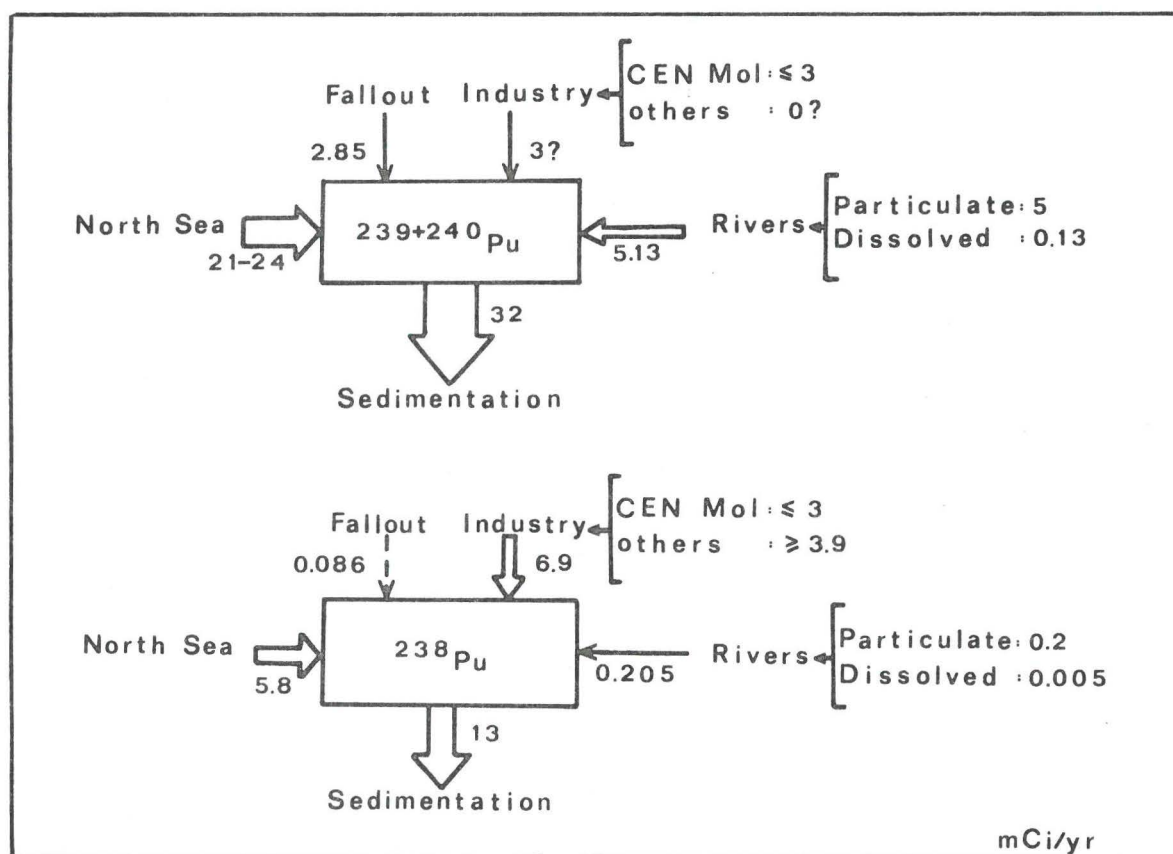 CEN Mol: ≤ 3
Fallout Industry
others : 0?
2.85
3?
North Sea
239+240Pu
Rivers
Particulate: 5
Dissolved : 0.13
21-24
5.13
32
Sedimentation
CEN Mol: ≤ 3
Fallout Industry
others : ≥ 3.9
0.086
6.9
North Sea
238Pu
Rivers
Particulate: 0.2
Dissolved : 0.005
5.8
0.205
13
Sedimentation
mCi/yr